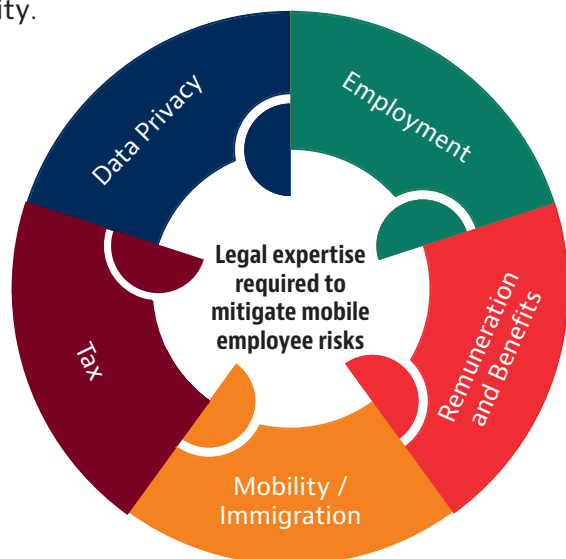 ity.
Data Privacy
Employment
Legal expertise
required to
mitigate mobile
employee risks
Remuneration
and Benefits
Tax
Mobility /
Immigration